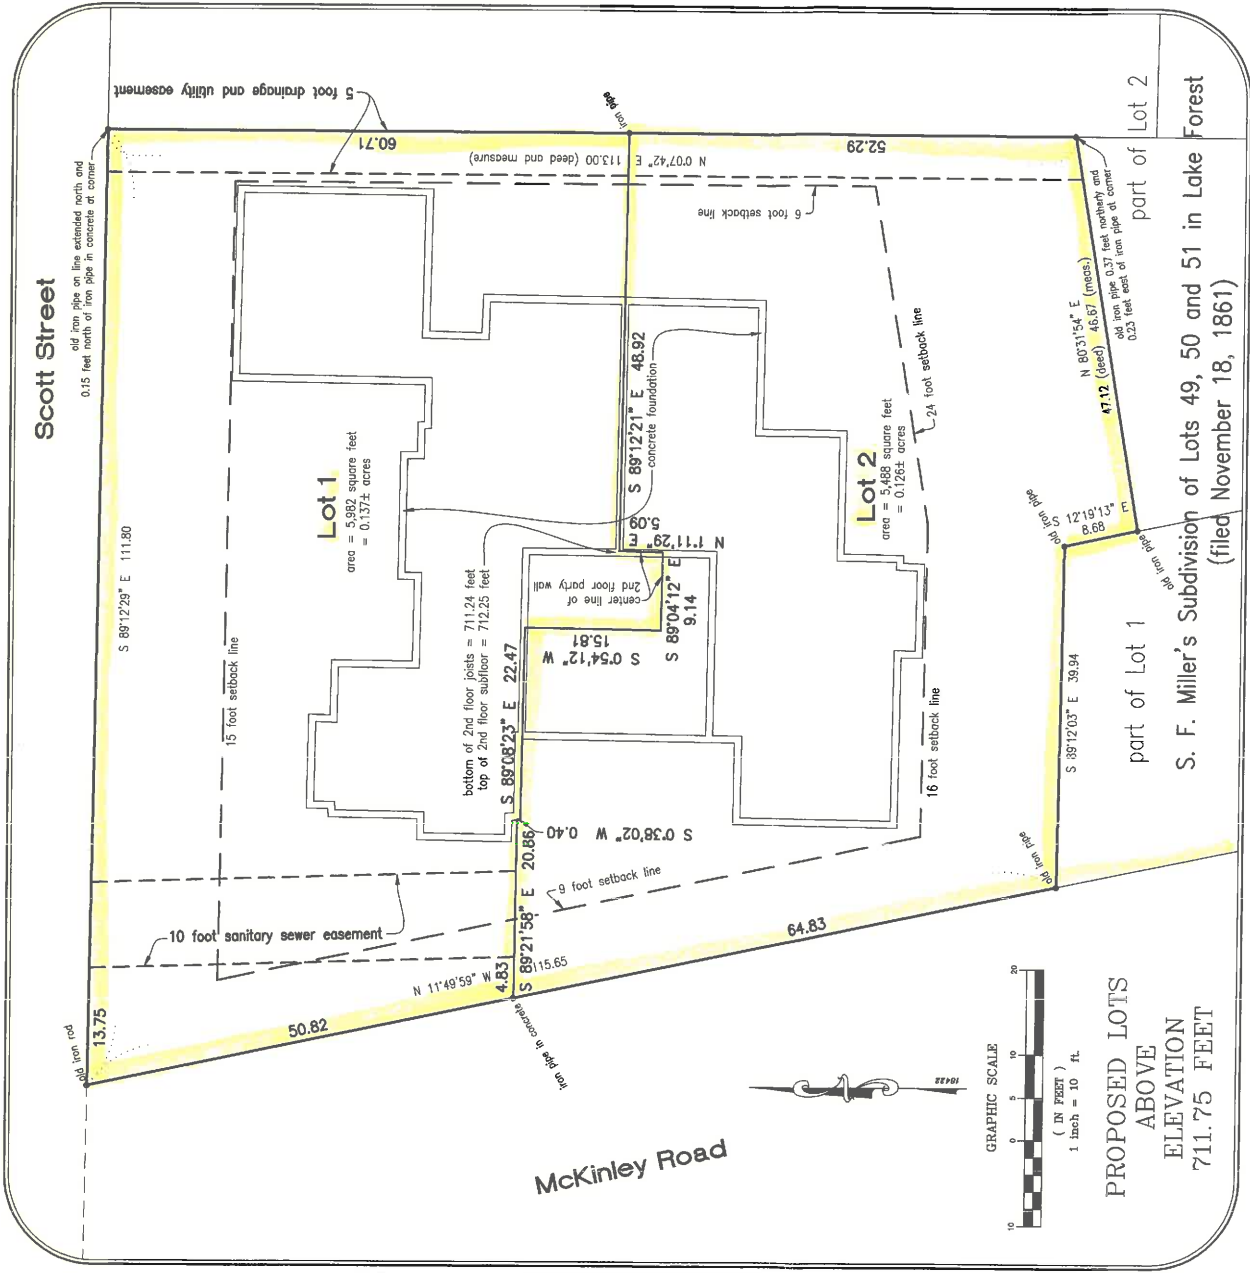 Scott Street
old iron pipe on line extended north and
0.15 feet north of iron pipe in concrete at corner
5 foot drainage and utility easement
iron pipe
60.71
N 0°07'42" E 113.00 (deed and measure)
52.29
6 foot setback line
S 89°12'29" E 111.80
15 foot setback line
Lot 1
area = 5,982 square feet
= 0.137± acres
S 89°12'21" E 48.92
concrete foundation
24 foot setback line
N 80°31'54" E
47.12 (deed) 46.67 (meas.)
old iron pipe 0.37 feet northerly and
0.23 feet east of iron pipe at corner
part of Lot 2
Lot 2
area = 5,488 square feet
= 0.126± acres
N 1°11'29" E
5.09
center line of
2nd floor party wall
S 89°04'12" E
9.14
S 0°54'12" W
15.81
bottom of 2nd floor joists = 711.24 feet
top of 2nd floor subfloor = 712.25 feet
S 89°08'23" E 22.47
S 0°38'02" W 0.40
S 89°21'58" E 20.86
4.83
old iron pipe
S 12°19'13" E
8.68
old iron pipe
S 89°12'03" E 39.94
16 foot setback line
9 foot setback line
old iron pipe
part of Lot 1
S. F. Miller's Subdivision of Lots 49, 50 and 51 in Lake Forest
(filed November 18, 1861)
10 foot sanitary sewer easement
13.75
old iron rod
50.82
N 11°49'59" W
115.65
64.83
iron pipe in concrete
McKinley Road
18422
GRAPHIC SCALE
10 0 5 10 20
( IN FEET )
1 inch = 10 ft.
PROPOSED LOTS
ABOVE
ELEVATION
711.75 FEET